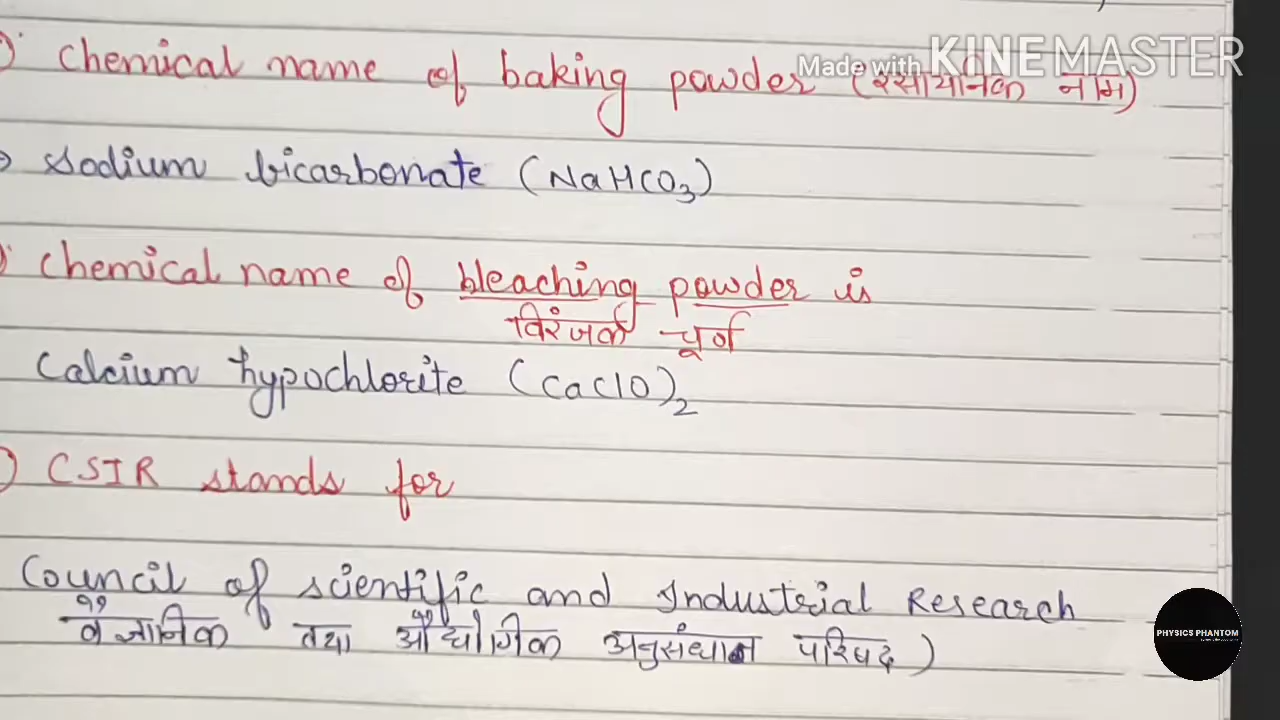 Made with KINEMASTER
Chemical name of baking powder (रसायनिक नाम)
Sodium bicarbonate (NaHCO3)
Chemical name of bleaching powder is
विरंजक चूर्ण
Calcium hypochlorite (CaClO)2
CSIR stands for
Council of scientific and Industrial Research
वैज्ञानिक तथा औद्योगिक अनुसंधान परिषद)
PHYSICS PHANTOM